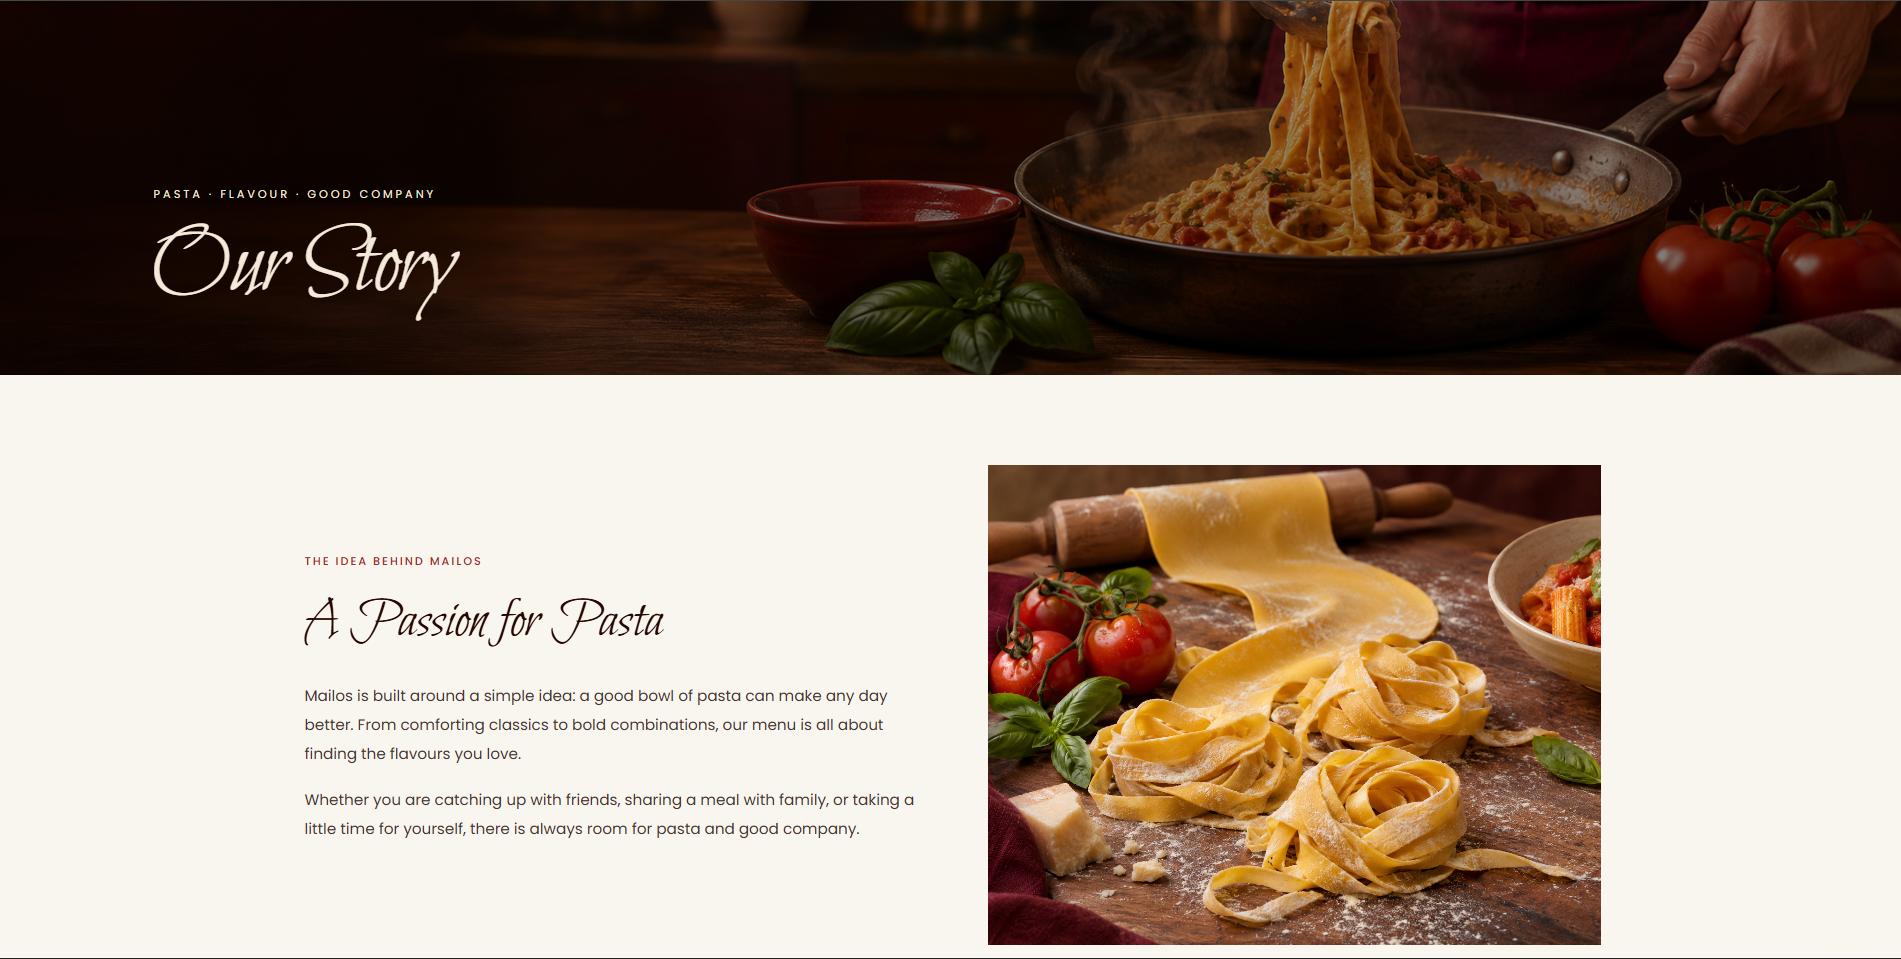 PASTA · FLAVOUR · GOOD COMPANY
Our Story
THE IDEA BEHIND MAILOS
A Passion for Pasta
Mailos is built around a simple idea: a good bowl of pasta can make any day
better. From comforting classics to bold combinations, our menu is all about
finding the flavours you love.
Whether you are catching up with friends, sharing a meal with family, or taking a
little time for yourself, there is always room for pasta and good company.